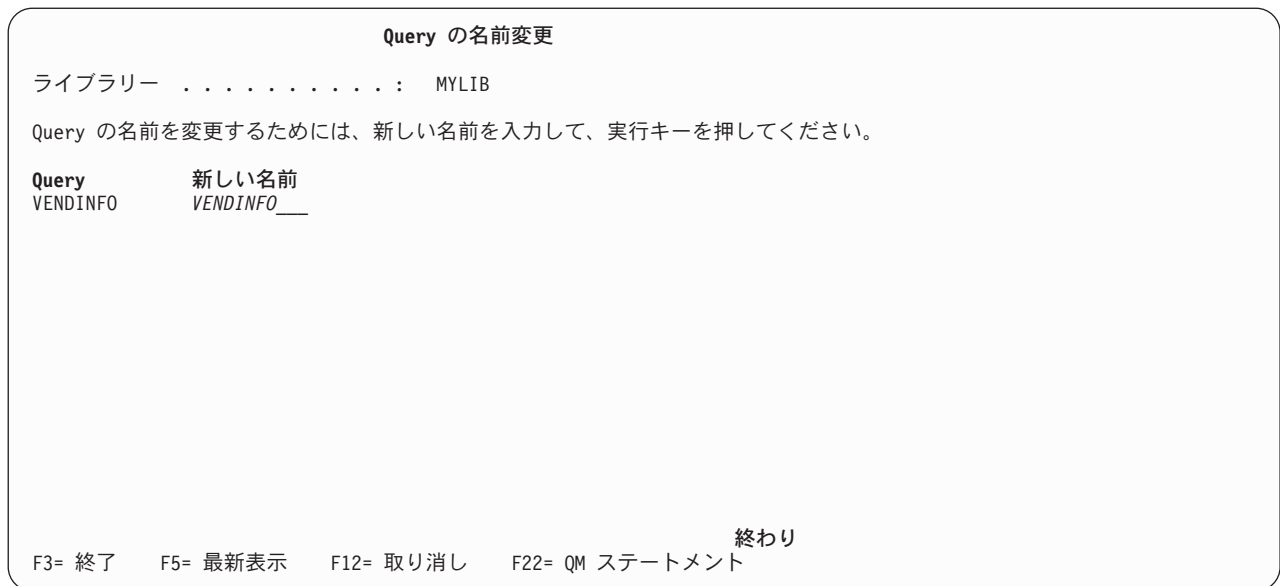 Query の名前変更
ライブラリー . . . . . . . . . . : MYLIB
Query の名前を変更するためには、新しい名前を入力して、実行キーを押してください。
Query 新しい名前
VENDINFO VENDINFO___
終わり
F3= 終了 F5= 最新表示 F12= 取り消し F22= QM ステートメント